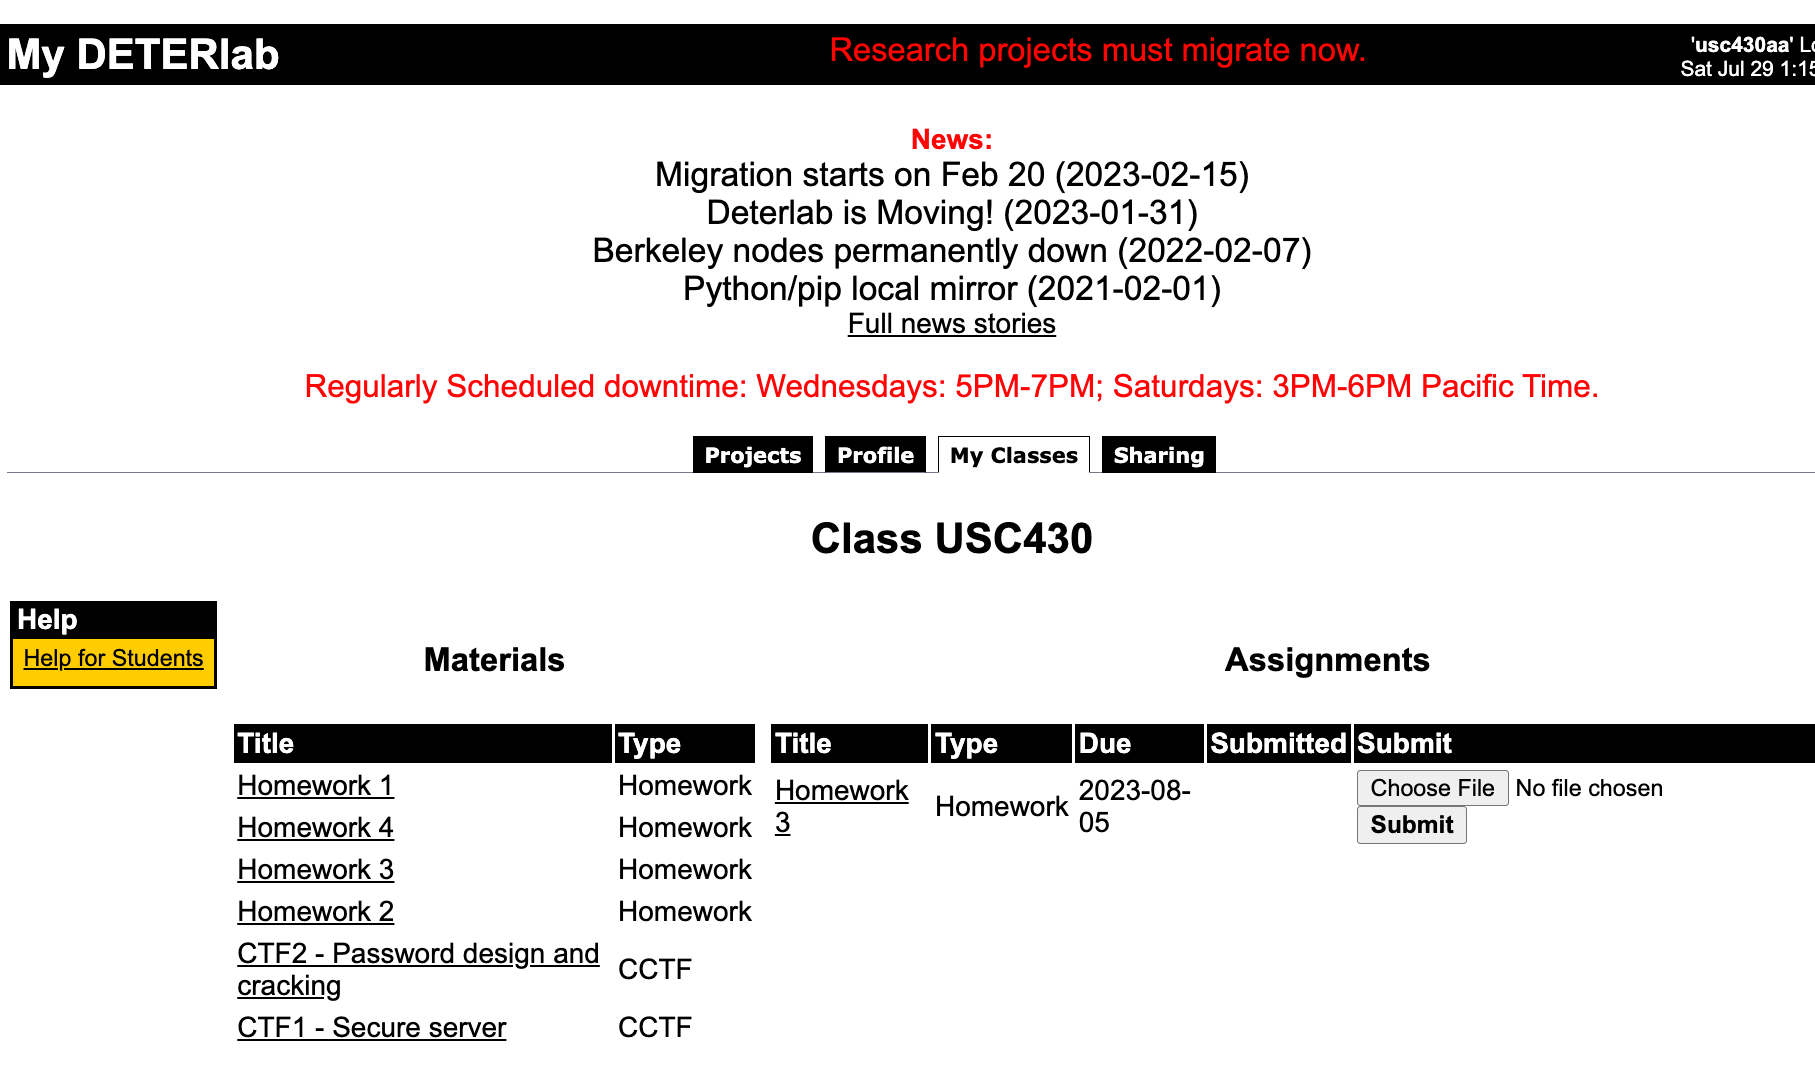 My DETERlab
Research projects must migrate now.
'usc430aa'
Sat Jul 29
News:
Migration starts on Feb 20 (2023-02-15)
Deterlab is Moving! (2023-01-31)
Berkeley nodes permanently down (2022-02-07)
Python/pip local mirror (2021-02-01)
Full news stories
Regularly Scheduled downtime: Wednesdays: 5PM-7PM; Saturdays: 3PM-6PM Pacific Time.
Projects Profile My Classes Sharing
Class USC430
Help
Help for Students
Materials
Title Type
Homework 1 Homework
Homework 4 Homework
Homework 3 Homework
Homework 2 Homework
CTF2 - Password design and
cracking CCTF
CTF1 - Secure server CCTF
Assignments
Title Type Due Submitted Submit
Homework
3
Homework
2023-08-
05
Choose File No file chosen
Submit